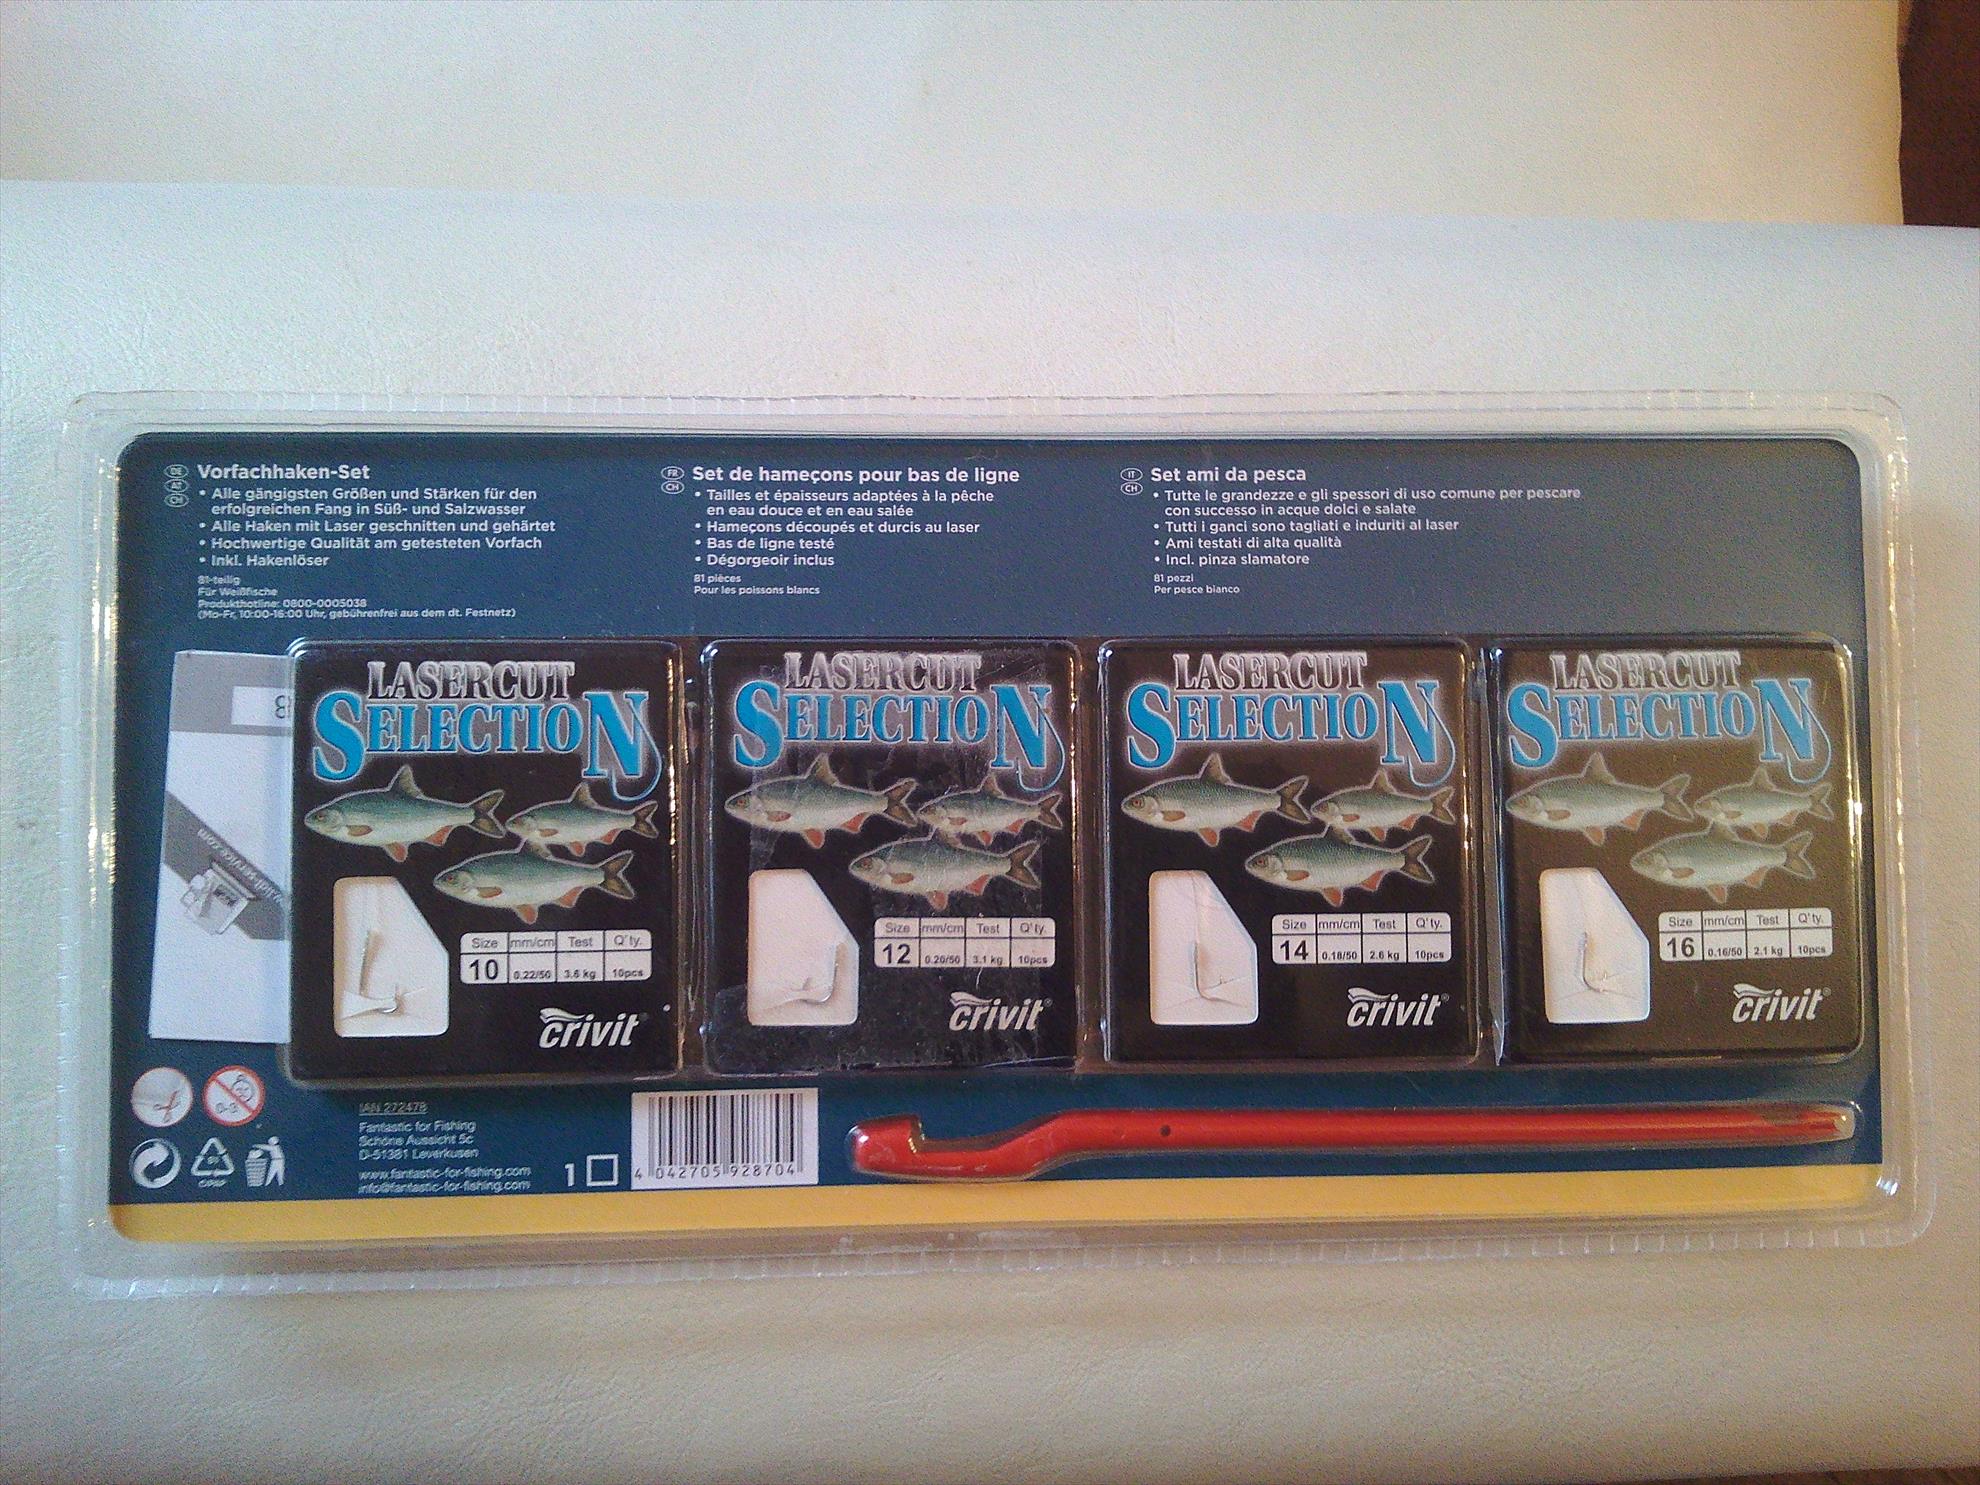 DE
AT
CH
Vorfachhaken-Set
• Alle gängigsten Größen und Stärken für den
erfolgreichen Fang in Süß- und Salzwasser
• Alle Haken mit Laser geschnitten und gehärtet
• Hochwertige Qualität am getesteten Vorfach
• Inkl. Hakenlöser
81-teilig
Für Weißfische
Produkthotline: 0800-0005038
(Mo-Fr, 10:00-16:00 Uhr, gebührenfrei aus dem dt. Festnetz)
FR
CH
Set de hameçons pour bas de ligne
• Tailles et épaisseurs adaptées à la pêche
en eau douce et en eau salée
• Hameçons découpés et durcis au laser
• Bas de ligne testé
• Dégorgeoir inclus
81 pièces
Pour les poissons blancs
IT
CH
Set ami da pesca
• Tutte le grandezze e gli spessori di uso comune per pescare
con successo in acque dolci e salate
• Tutti i ganci sono tagliati e induriti al laser
• Ami testati di alta qualità
• Incl. pinza slamatore
81 pezzi
Per pesce bianco
LASERCUT
SELECTION
Size mm/cm Test Q'ty.
10 0.22/50 3.6 kg 10pcs
crivit
LASERCUT
SELECTION
Size mm/cm Test Q'ty.
12 0.20/50 3.1 kg 10pcs
crivit®
LASERCUT
SELECTION
Size mm/cm Test Q'ty.
14 0.18/50 2.6 kg 10pcs
crivit®
LASERCUT
SELECTION
Size mm/cm Test Q'ty.
16 0.16/50 2.1 kg 10pcs
crivit®
0-3
IAN 272478
Fantastic for Fishing
Schöne Aussicht 5c
D-51381 Leverkusen
www.fantastic-for-fishing.com
info@fantastic-for-fishing.com
1
4 042705 928704